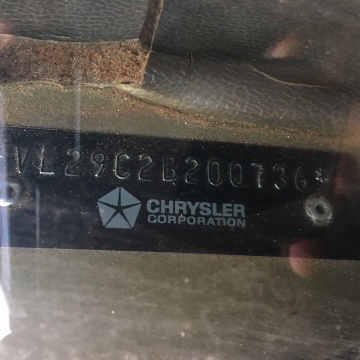 VL29C2B200736*
CHRYSLER
CORPORATION